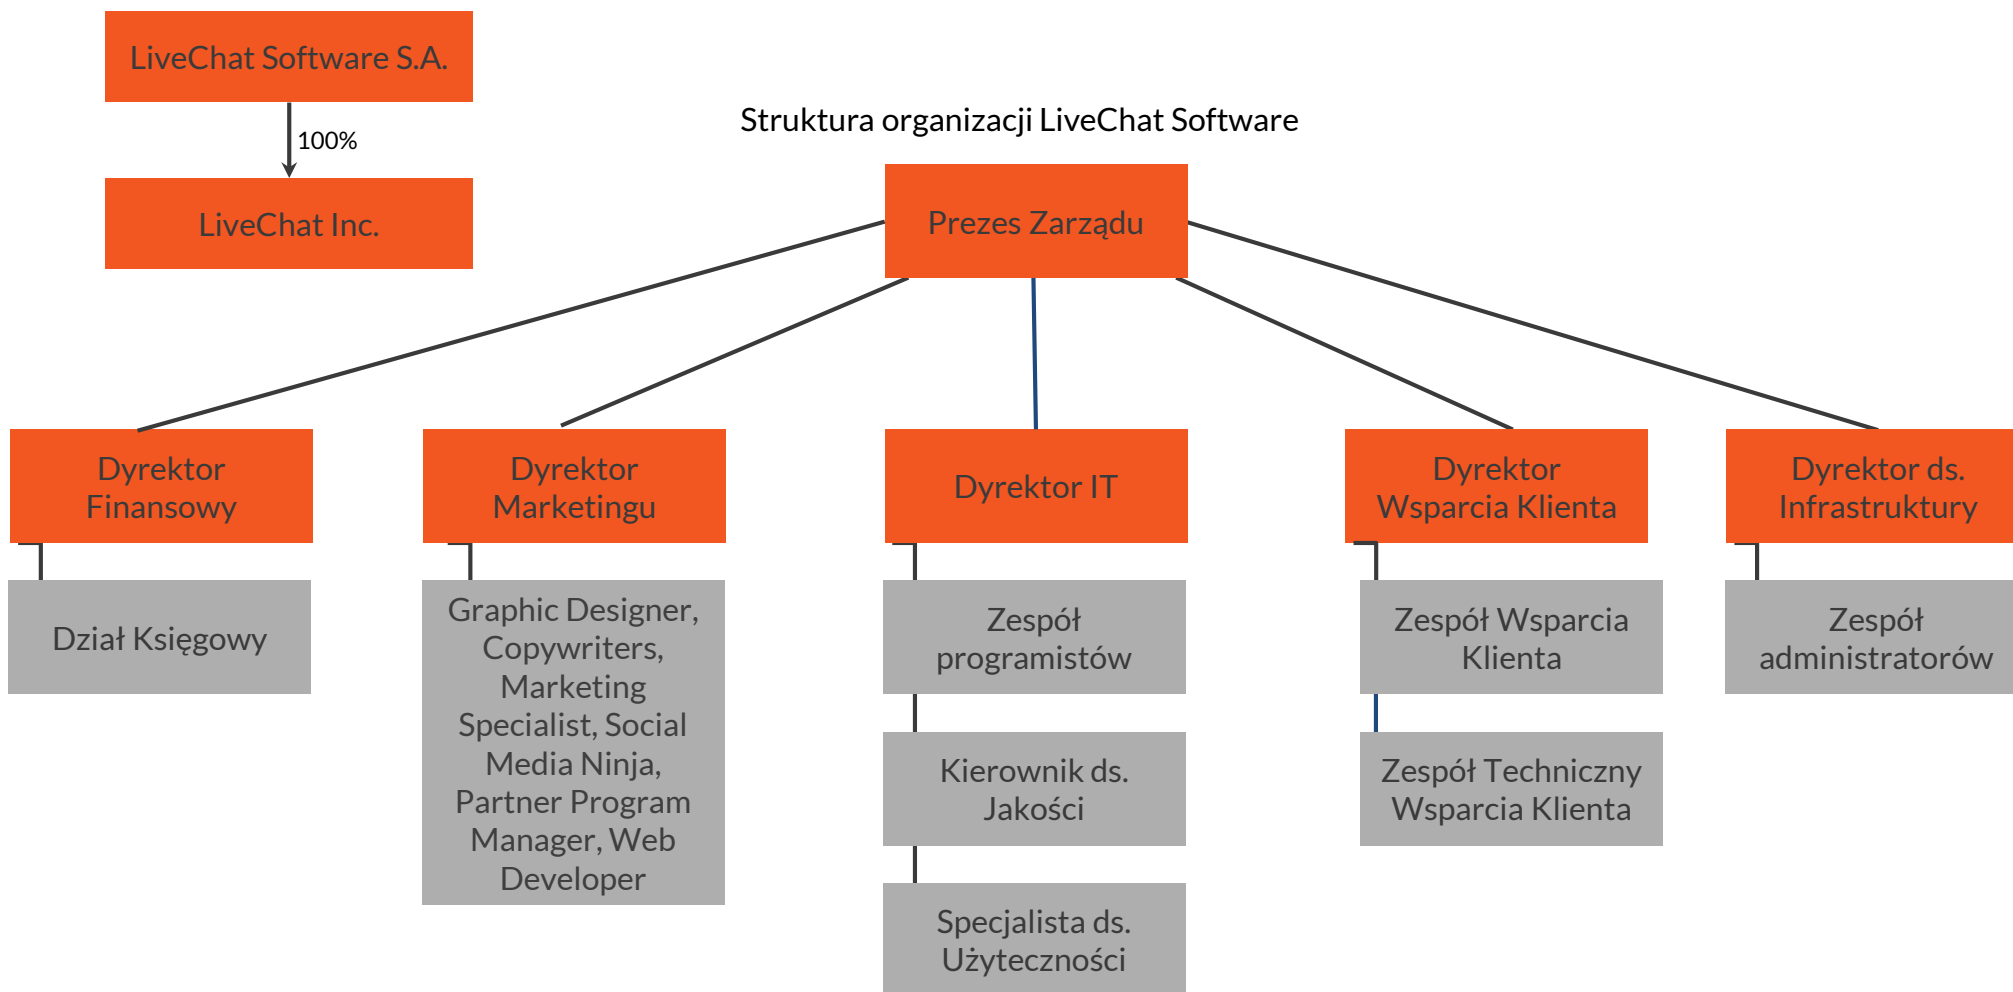 LiveChat Software S.A.
100%
LiveChat Inc.
Struktura organizacji LiveChat Software
Prezes Zarządu
Dyrektor
Finansowy
Dział Księgowy
Dyrektor
Marketingu
Graphic Designer,
Copywriters,
Marketing
Specialist, Social
Media Ninja,
Partner Program
Manager, Web
Developer
Dyrektor IT
Zespół
programistów
Kierownik ds.
Jakości
Specjalista ds.
Użyteczności
Dyrektor
Wsparcia Klienta
Zespół Wsparcia
Klienta
Zespół Techniczny
Wsparcia Klienta
Dyrektor ds.
Infrastruktury
Zespół
administratorów